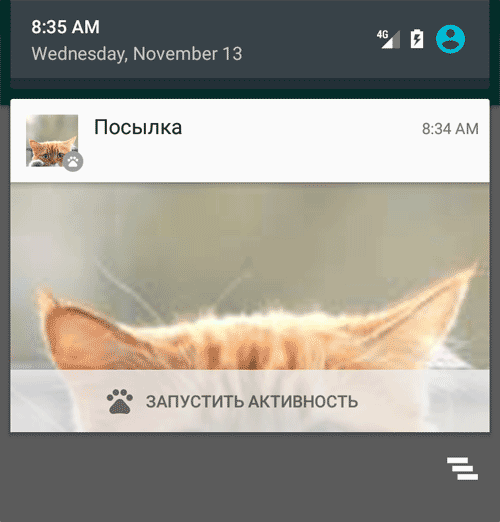 8:35 AM
Wednesday, November 13
4G
Посылка
8:34 AM
ЗАПУСТИТЬ АКТИВНОСТЬ